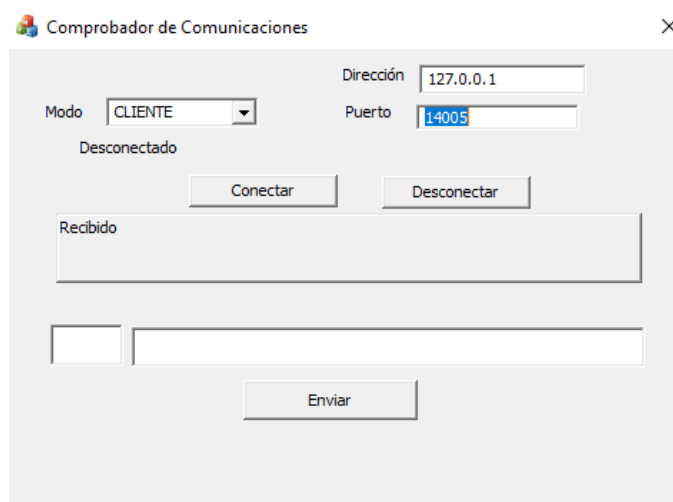 Comprobador de Comunicaciones
Dirección 127.0.0.1
Modo CLIENTE Puerto 14005
Desconectado
Conectar Desconectar
Recibido
Enviar